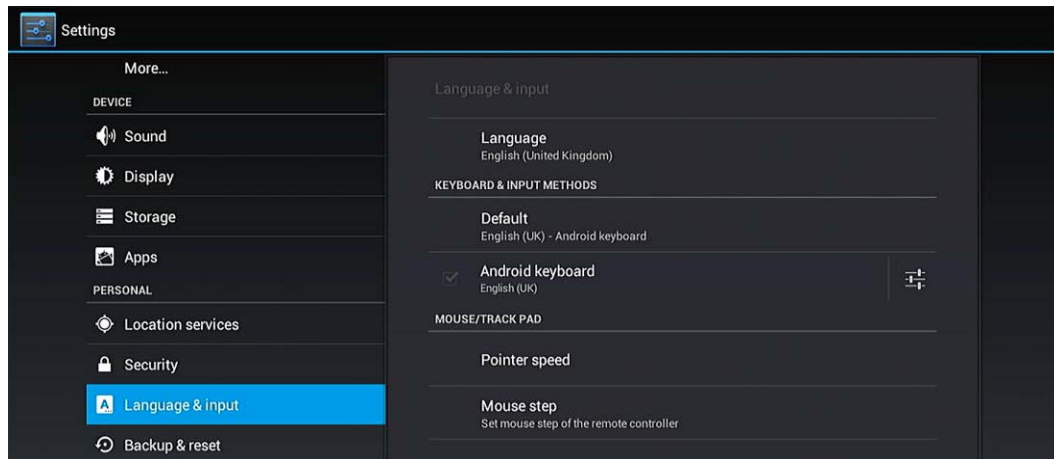 Settings
More...
DEVICE
Sound
Display
Storage
Apps
PERSONAL
Location services
Security
Language & input
Backup & reset
Language & input
Language
English (United Kingdom)
KEYBOARD & INPUT METHODS
Default
English (UK) - Android keyboard
Android keyboard
English (UK)
MOUSE/TRACK PAD
Pointer speed
Mouse step
Set mouse step of the remote controller